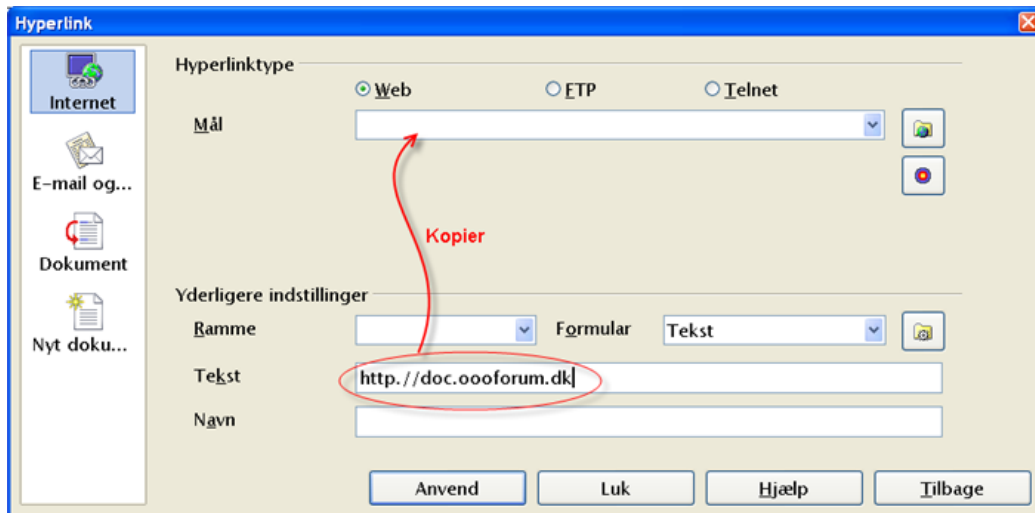 Hyperlink
Internet
E-mail og...
Dokument
Nyt doku...
Hyperlinktype
Web FTP Telnet
Mål
Kopier
Yderligere indstillinger
Ramme Formular Tekst
Tekst http.//doc.oooforum.dk
Navn
Anvend Luk Hjælp Tilbage